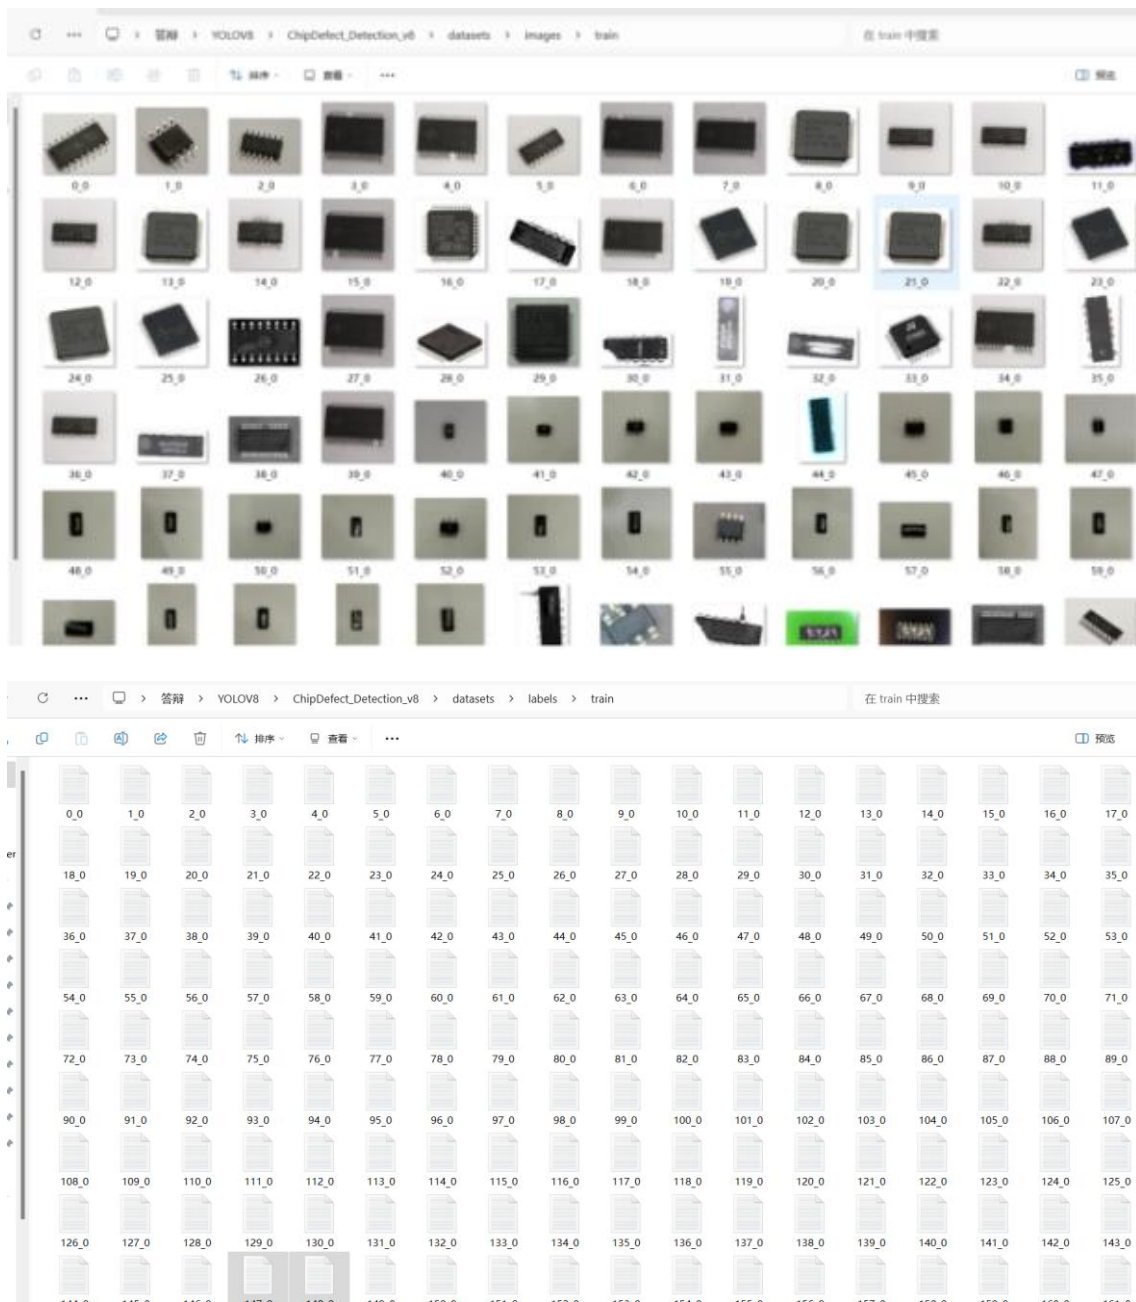 答辩 > YOLOV8 > ChipDefect_Detection_v8 > datasets > images > train 在 train 中搜索
排序 查看 ... 预览
0_0 1_0 2_0 3_0 4_0 5_0 6_0 7_0 8_0 9_0 10_0 11_0
12_0 13_0 14_0 15_0 16_0 17_0 18_0 19_0 20_0 21_0 22_0 23_0
24_0 25_0 26_0 27_0 28_0 29_0 30_0 31_0 32_0 33_0 34_0 35_0
36_0 37_0 38_0 39_0 40_0 41_0 42_0 43_0 44_0 45_0 46_0 47_0
48_0 49_0 50_0 51_0 52_0 53_0 54_0 55_0 56_0 57_0 58_0 59_0
... > 答辩 > YOLOV8 > ChipDefect_Detection_v8 > datasets > labels > train 在 train 中搜索
排序 查看 ... 预览
0_0 1_0 2_0 3_0 4_0 5_0 6_0 7_0 8_0 9_0 10_0 11_0 12_0 13_0 14_0 15_0 16_0 17_0
er
18_0 19_0 20_0 21_0 22_0 23_0 24_0 25_0 26_0 27_0 28_0 29_0 30_0 31_0 32_0 33_0 34_0 35_0
36_0 37_0 38_0 39_0 40_0 41_0 42_0 43_0 44_0 45_0 46_0 47_0 48_0 49_0 50_0 51_0 52_0 53_0
54_0 55_0 56_0 57_0 58_0 59_0 60_0 61_0 62_0 63_0 64_0 65_0 66_0 67_0 68_0 69_0 70_0 71_0
72_0 73_0 74_0 75_0 76_0 77_0 78_0 79_0 80_0 81_0 82_0 83_0 84_0 85_0 86_0 87_0 88_0 89_0
90_0 91_0 92_0 93_0 94_0 95_0 96_0 97_0 98_0 99_0 100_0 101_0 102_0 103_0 104_0 105_0 106_0 107_0
108_0 109_0 110_0 111_0 112_0 113_0 114_0 115_0 116_0 117_0 118_0 119_0 120_0 121_0 122_0 123_0 124_0 125_0
126_0 127_0 128_0 129_0 130_0 131_0 132_0 133_0 134_0 135_0 136_0 137_0 138_0 139_0 140_0 141_0 142_0 143_0